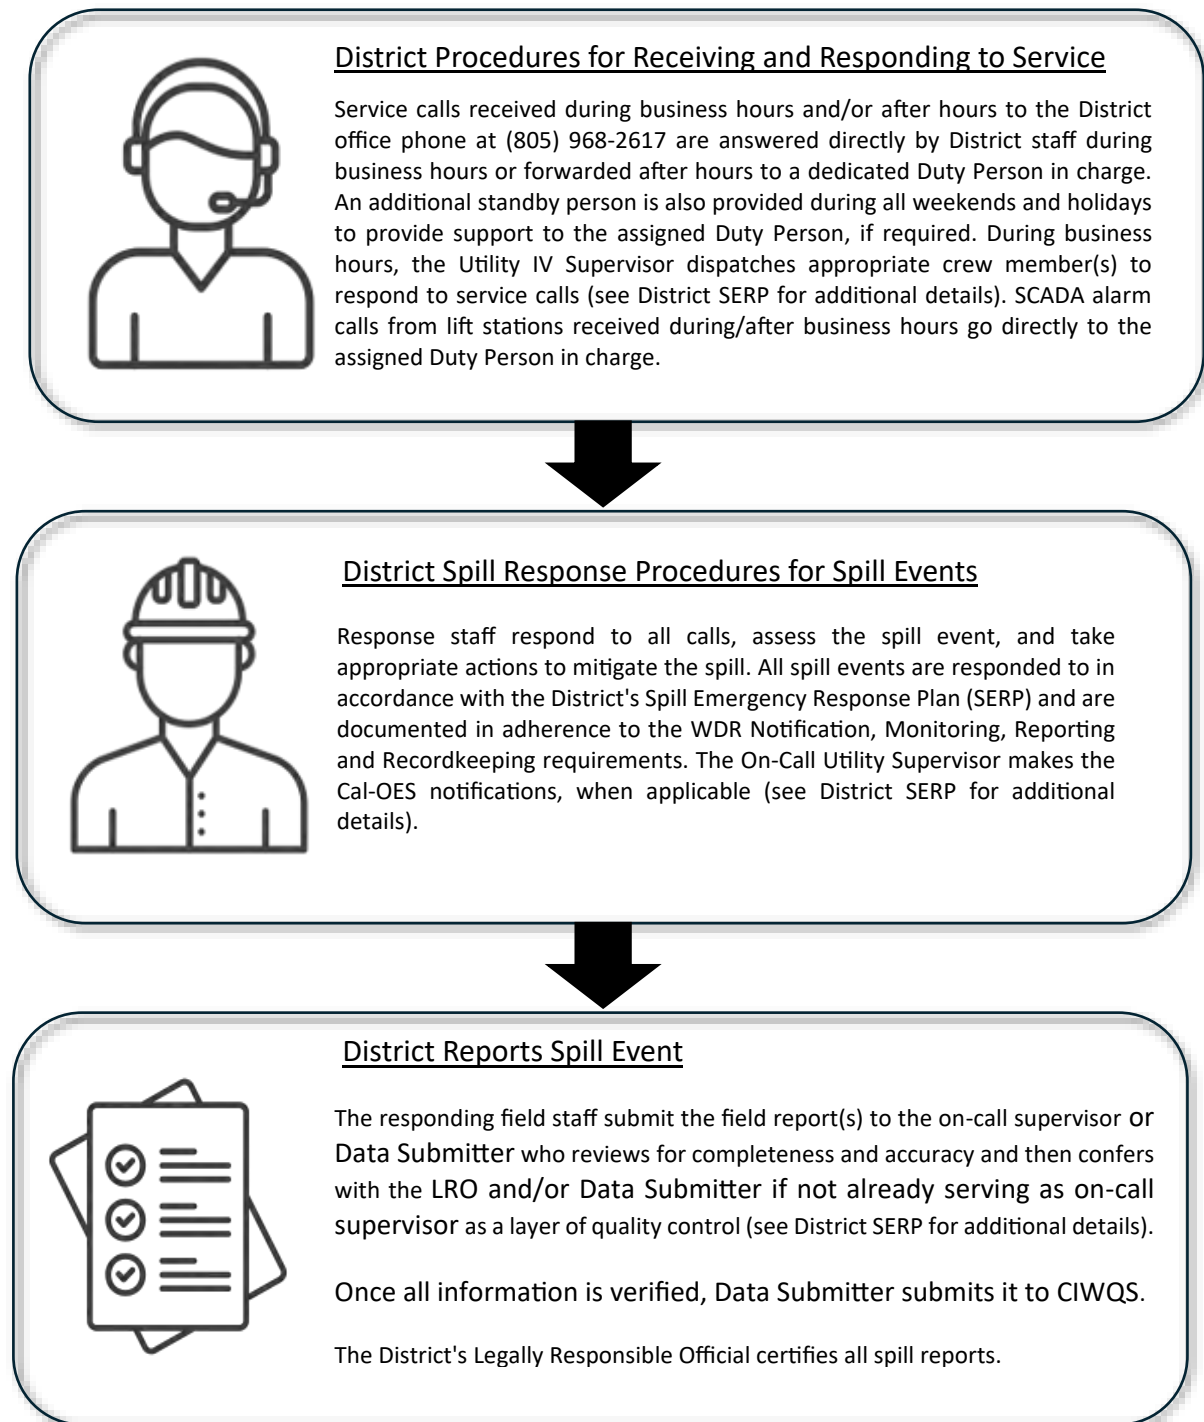 District Procedures for Receiving and Responding to Service
Service calls received during business hours and/or after hours to the District
office phone at (805) 968-2617 are answered directly by District staff during
business hours or forwarded after hours to a dedicated Duty Person in charge.
An additional standby person is also provided during all weekends and holidays
to provide support to the assigned Duty Person, if required. During business
hours, the Utility IV Supervisor dispatches appropriate crew member(s) to
respond to service calls (see District SERP for additional details). SCADA alarm
calls from lift stations received during/after business hours go directly to the
assigned Duty Person in charge.
District Spill Response Procedures for Spill Events
Response staff respond to all calls, assess the spill event, and take
appropriate actions to mitigate the spill. All spill events are responded to in
accordance with the District's Spill Emergency Response Plan (SERP) and are
documented in adherence to the WDR Notification, Monitoring, Reporting
and Recordkeeping requirements. The On-Call Utility Supervisor makes the
Cal-OES notifications, when applicable (see District SERP for additional
details).
District Reports Spill Event
The responding field staff submit the field report(s) to the on-call supervisor or
Data Submitter who reviews for completeness and accuracy and then confers
with the LRO and/or Data Submitter if not already serving as on-call
supervisor as a layer of quality control (see District SERP for additional details).
Once all information is verified, Data Submitter submits it to CIWQS.
The District's Legally Responsible Official certifies all spill reports.